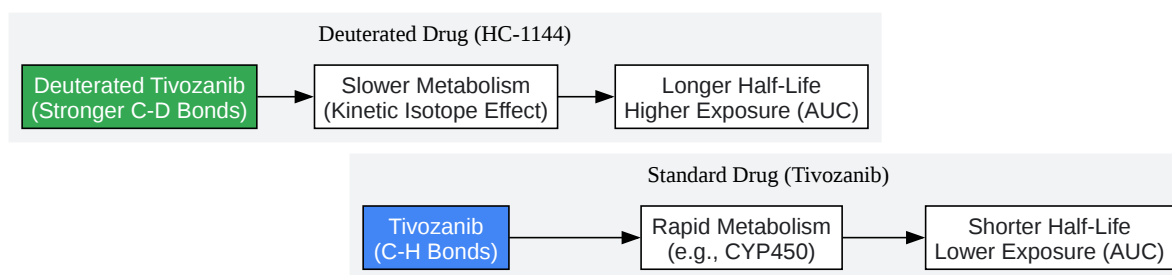 Deuterated Drug (HC-1144)
Deuterated Tivozanib
(Stronger C-D Bonds)
Slower Metabolism
(Kinetic Isotope Effect)
Longer Half-Life
Higher Exposure (AUC)
Standard Drug (Tivozanib)
Tivozanib
(C-H Bonds)
Rapid Metabolism
(e.g., CYP450)
Shorter Half-Life
Lower Exposure (AUC)